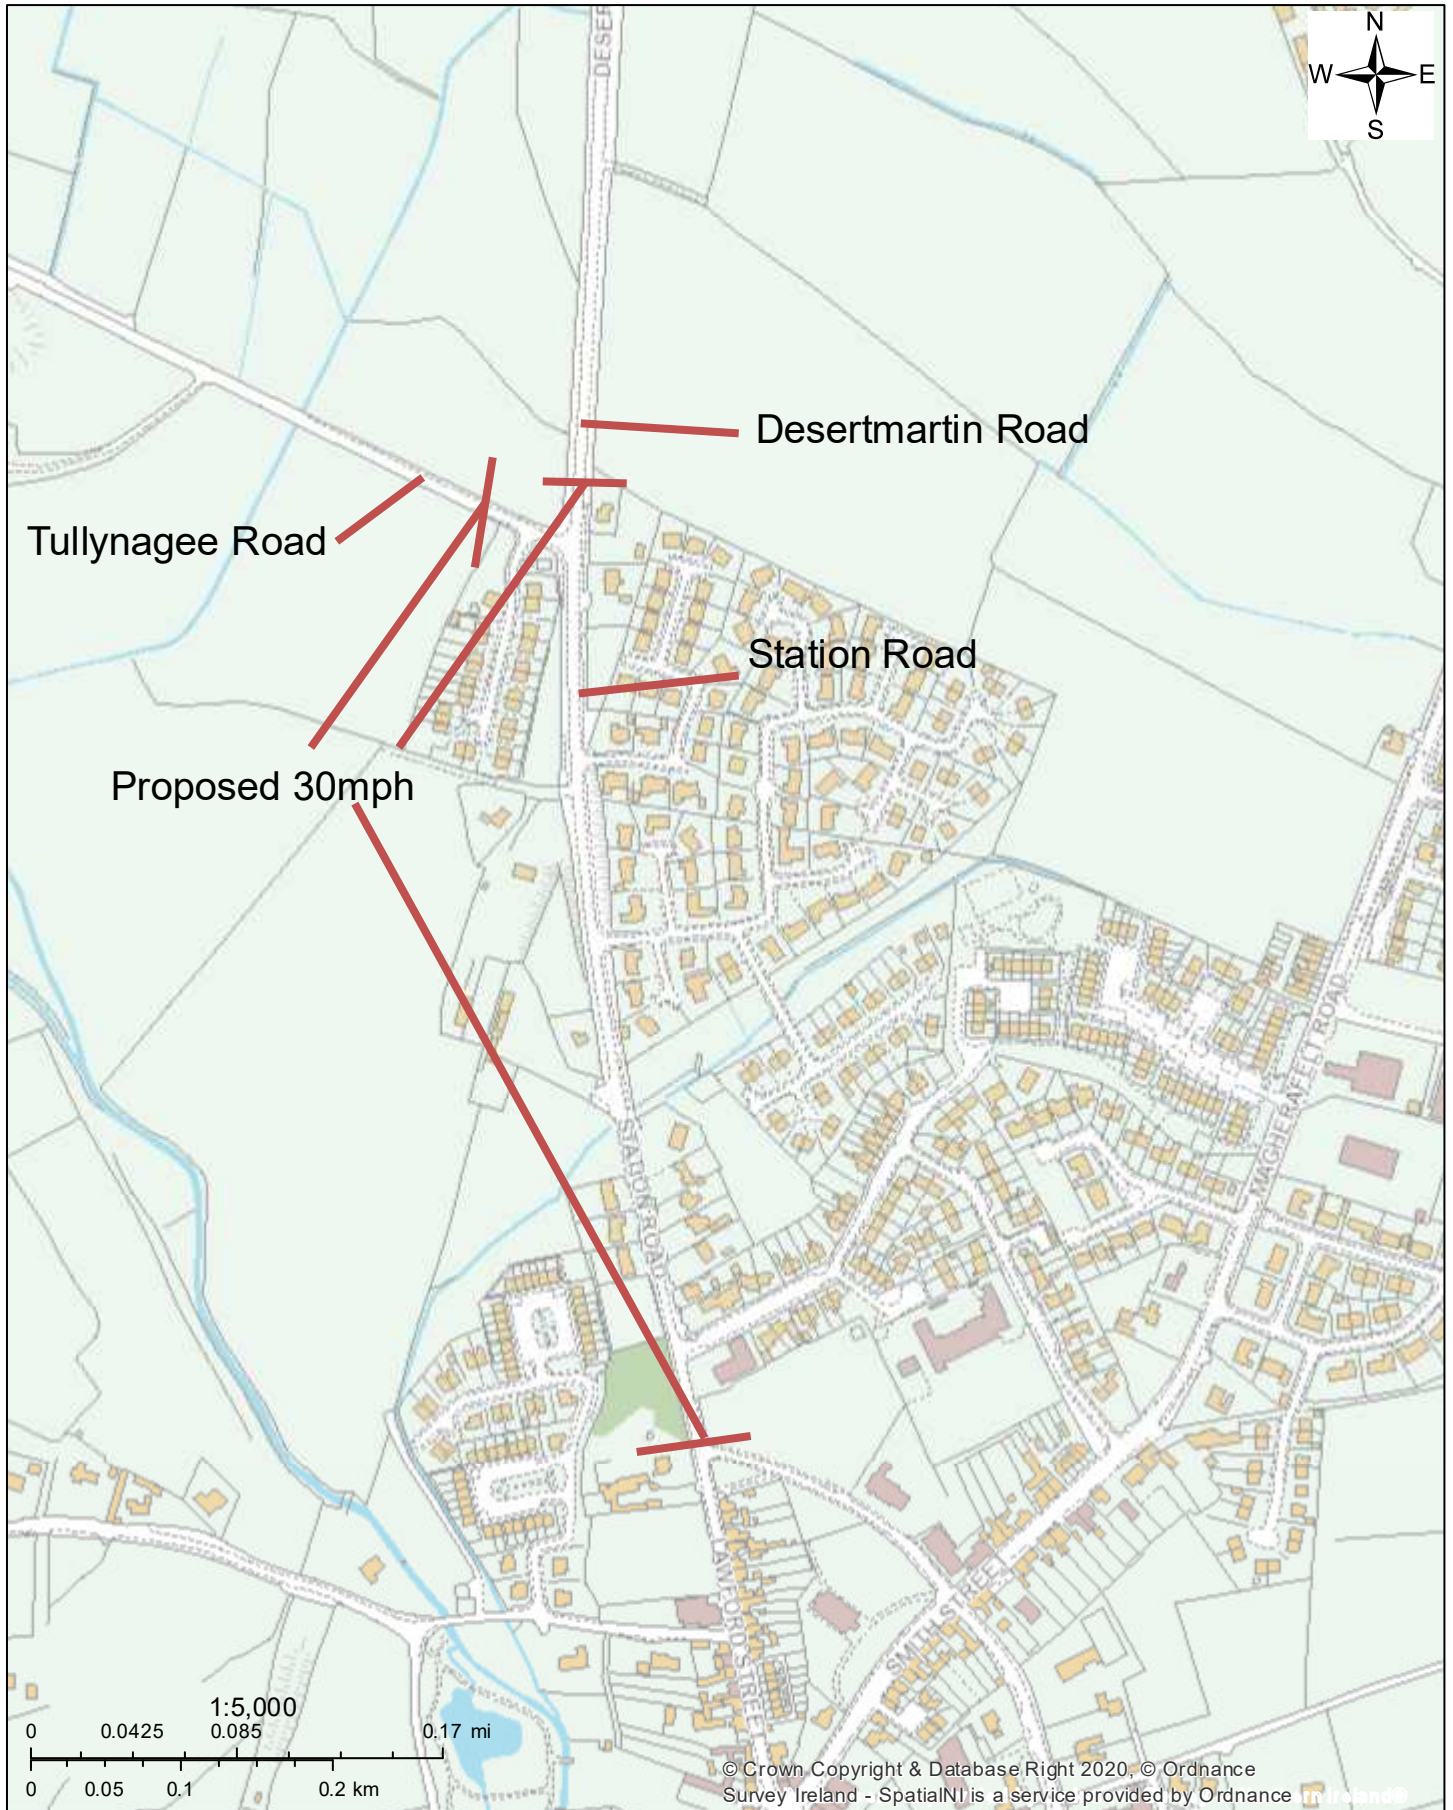 DESER
N
W E
S
Desertmartin Road
Tullynagee Road
Station Road
Proposed 30mph
MAGHERAFELT ROAD
STATION ROAD
SMITH STREET
LAWFORD STREET
1:5,000
0 0.0425 0.085 0.17 mi
0 0.05 0.1 0.2 km
© Crown Copyright & Database Right 2020, © Ordnance
Survey Ireland - SpatialNI is a service provided by Ordnance